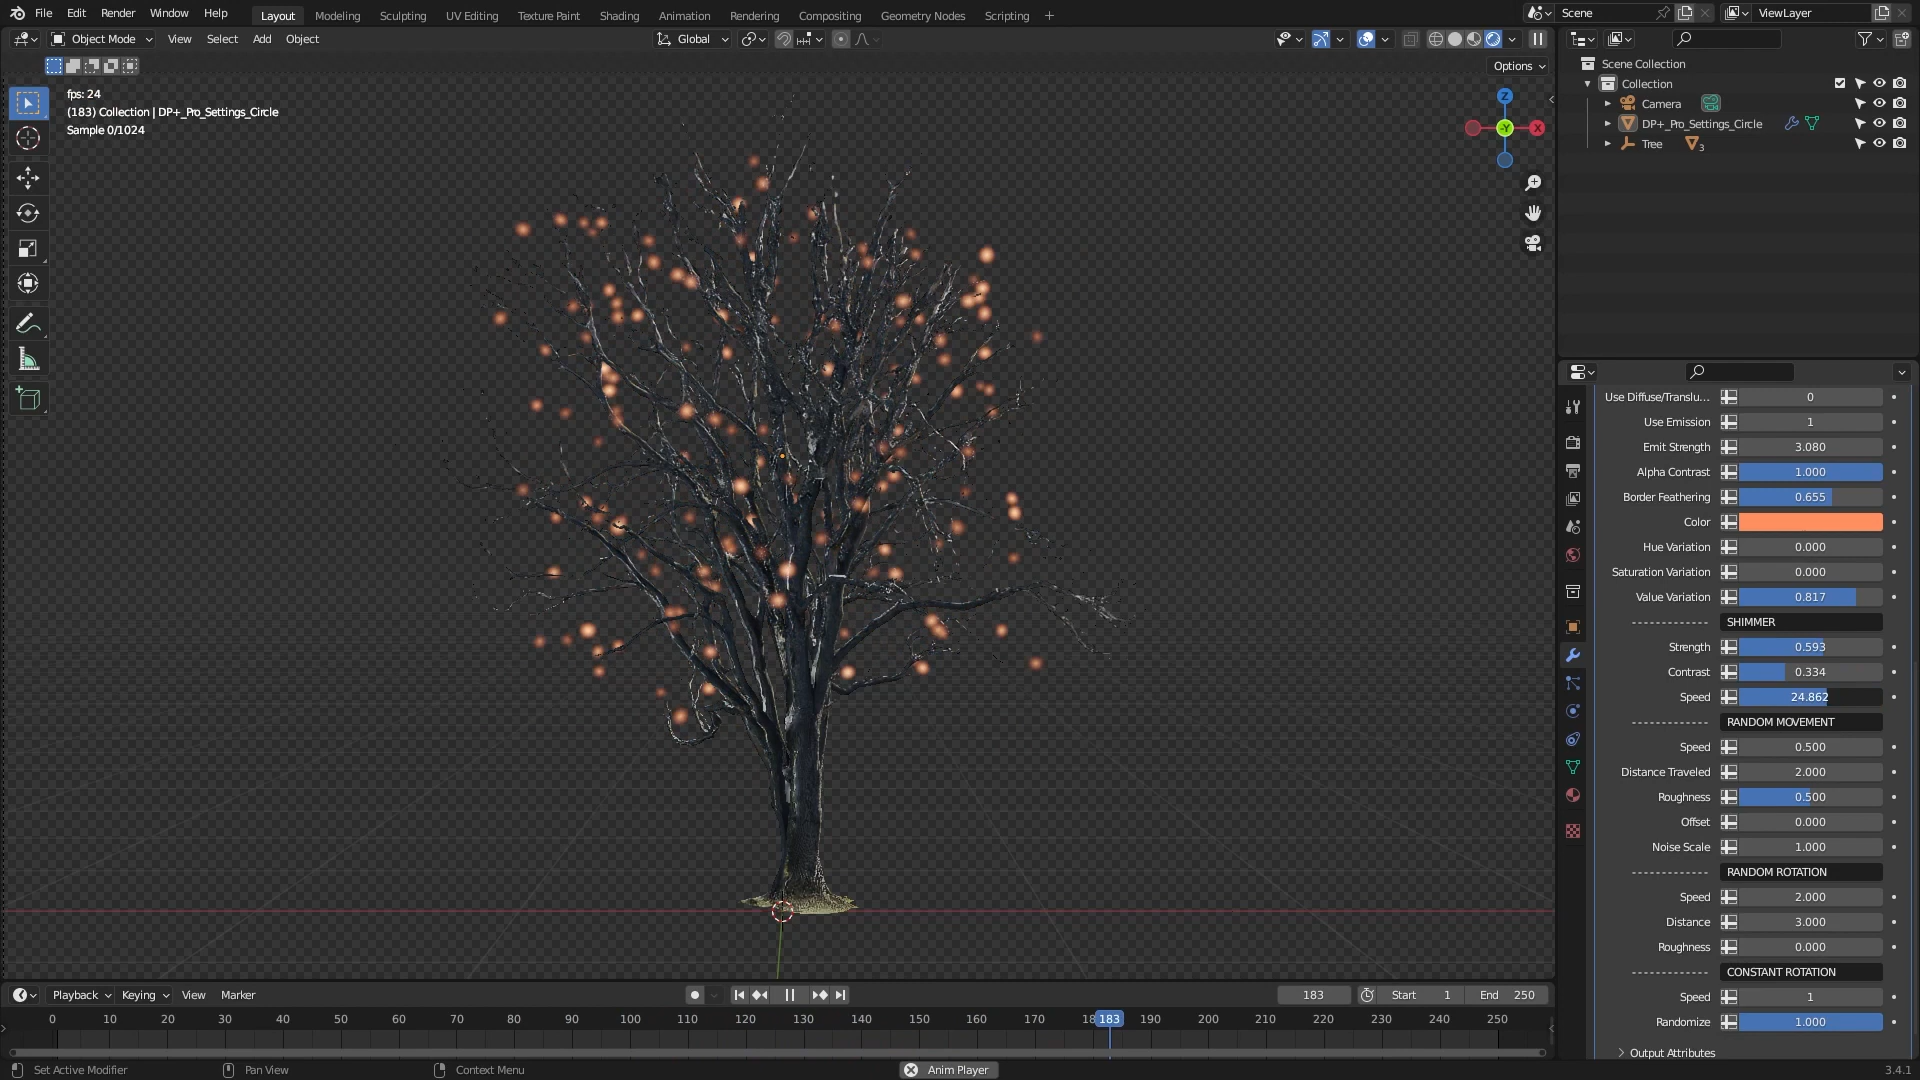 File Edit Render Window Help Layout Modeling Sculpting UV Editing Texture Paint Shading Animation Rendering Compositing Geometry Nodes Scripting + Scene ViewLayer
Object Mode View Select Add Object Global
Options
fps: 24
(183) Collection | DP+_Pro_Settings_Circle
Sample 0/1024
Z
-Y
X
Scene Collection
Collection
Camera
DP+_Pro_Settings_Circle
Tree 3
Use Diffuse/Translu... 0
Use Emission 1
Emit Strength 3.080
Alpha Contrast 1.000
Border Feathering 0.655
Color
Hue Variation 0.000
Saturation Variation 0.000
Value Variation 0.817
------------ SHIMMER
Strength 0.593
Contrast 0.334
Speed 24.862
------------ RANDOM MOVEMENT
Speed 0.500
Distance Traveled 2.000
Roughness 0.500
Offset 0.000
Noise Scale 1.000
------------ RANDOM ROTATION
Speed 2.000
Distance 3.000
Roughness 0.000
------------ CONSTANT ROTATION
Speed 1
Randomize 1.000
Output Attributes
Playback Keying View Marker 183 Start 1 End 250
0 10 20 30 40 50 60 70 80 90 100 110 120 130 140 150 160 170 18 183 190 200 210 220 230 240 250
Set Active Modifier Pan View Context Menu Anim Player 3.4.1